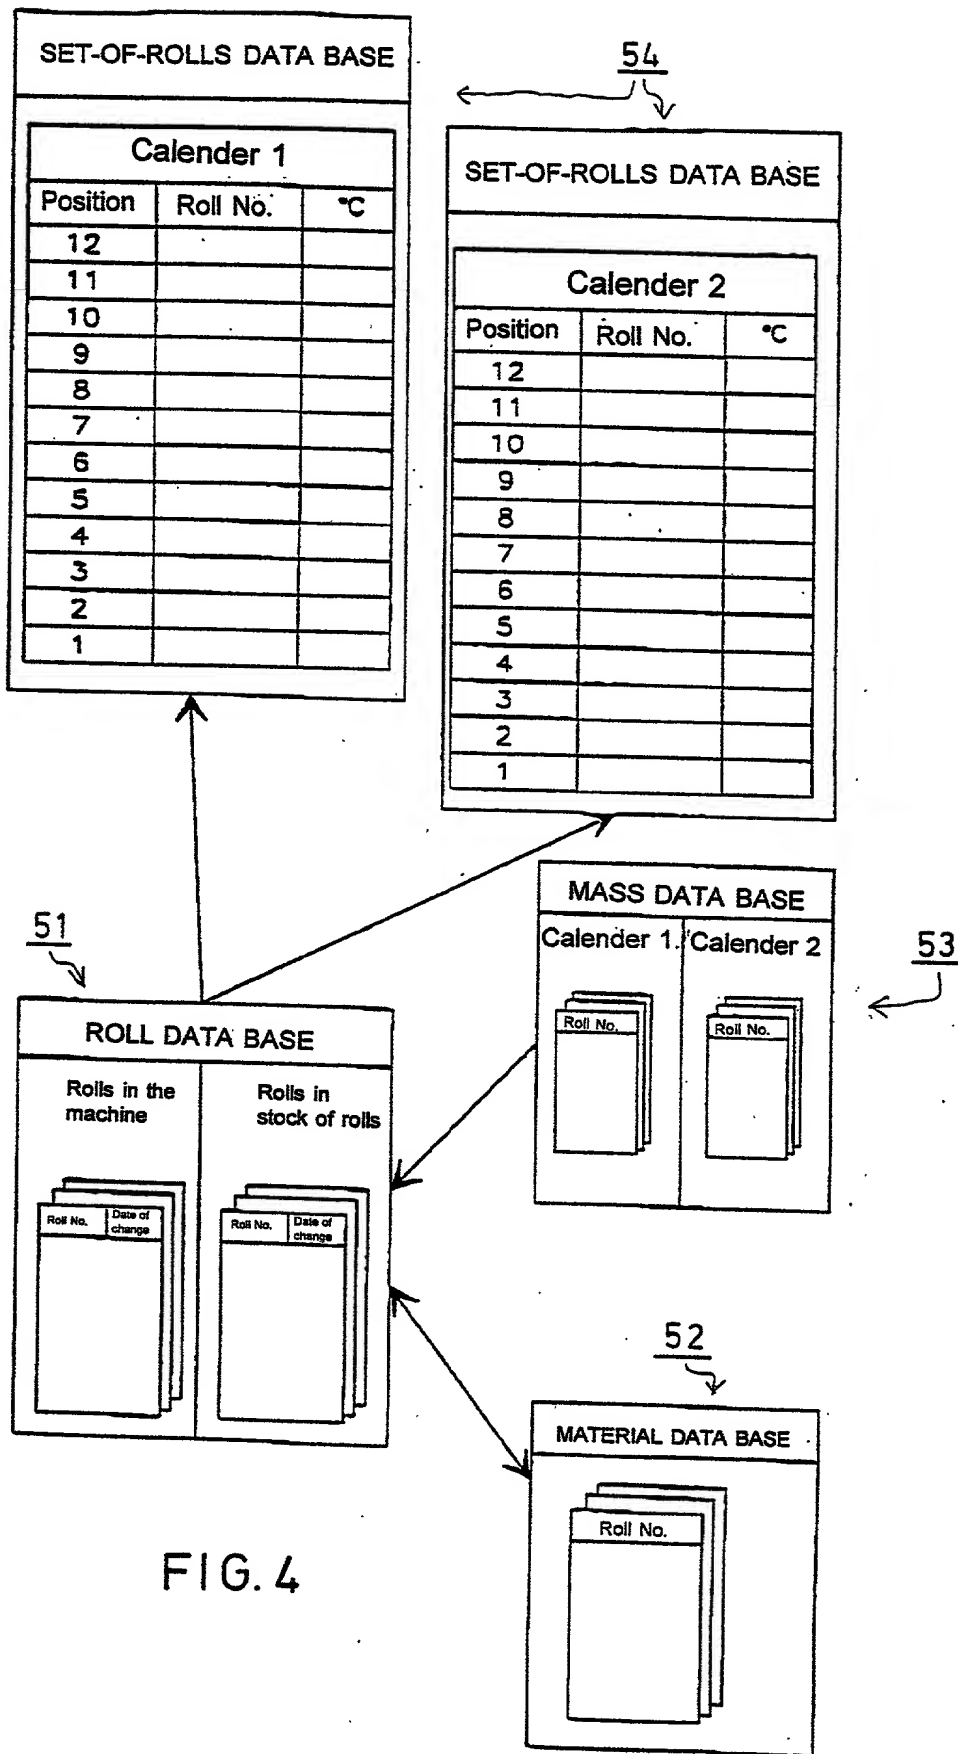 SET-OF-ROLLS DATA BASE
Calender 1
Position Roll No. °C
12
11
10
9
8
7
6
5
4
3
2
1
54
SET-OF-ROLLS DATA BASE
Calender 2
Position Roll No. °C
12
11
10
9
8
7
6
5
4
3
2
1
51
ROLL DATA BASE
Rolls in the
machine
Rolls in
stock of rolls
Roll No.
Date of
change
Roll No.
Date of
change
MASS DATA BASE
Calender 1
Calender 2
Roll No.
Roll No.
53
52
MATERIAL DATA BASE
Roll No.
FIG. 4